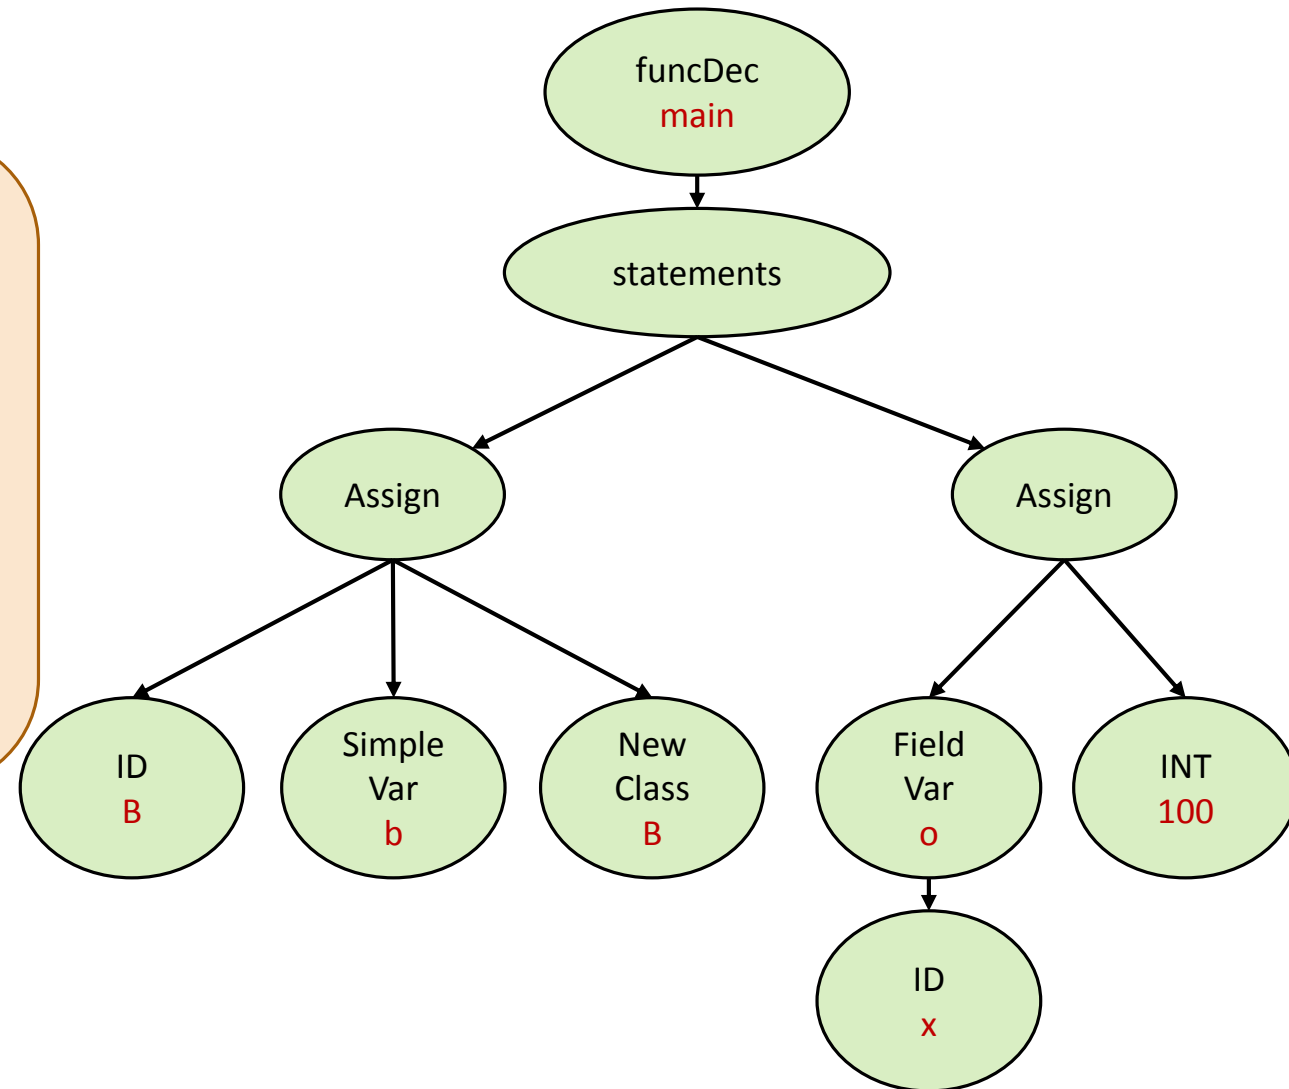 funcDec
main
statements
Assign
Assign
ID
B
Simple
Var
b
New
Class
B
Field
Var
o
INT
100
ID
x